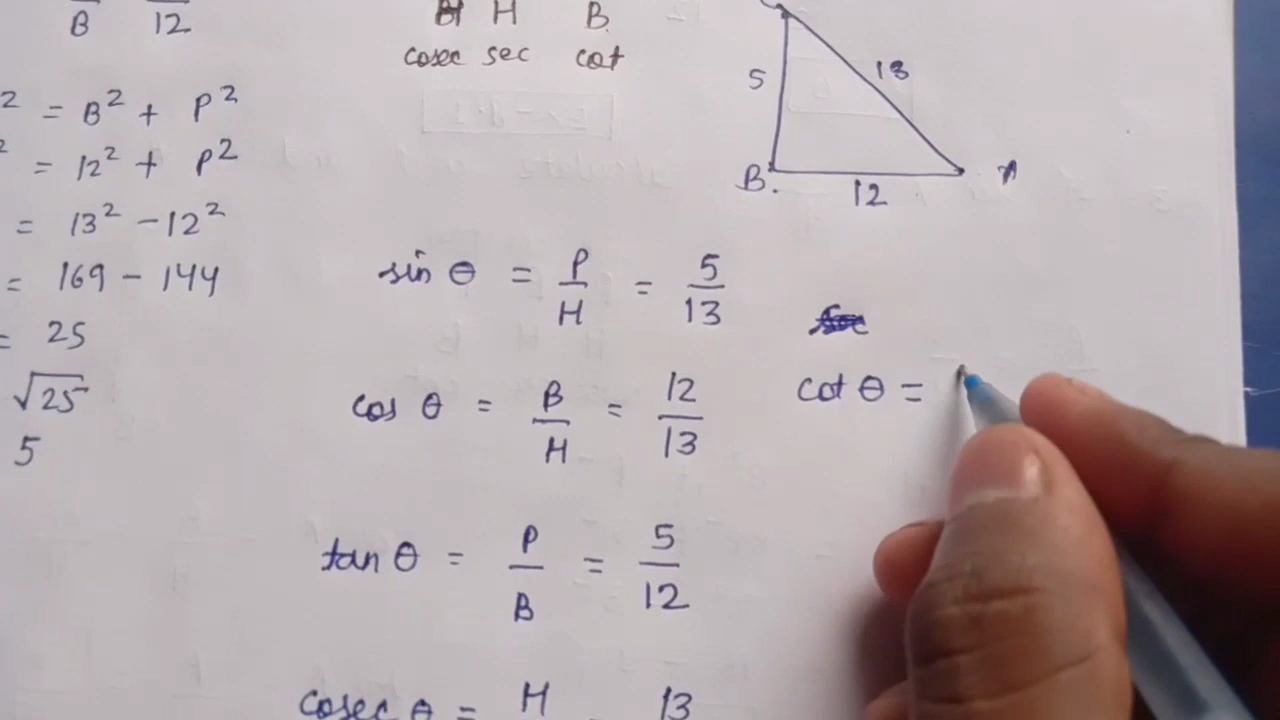 B 12
H B.
cosec sec cot
2 = B² + P²
2 = 12² + P²
= 13² - 12²
= 169 - 144
= 25
√25
5
5 13
B. 12 A
sin θ = P/H = 5/13
cos θ = B/H = 12/13
cot θ =
tan θ = P/B = 5/12
cosec θ = H 13